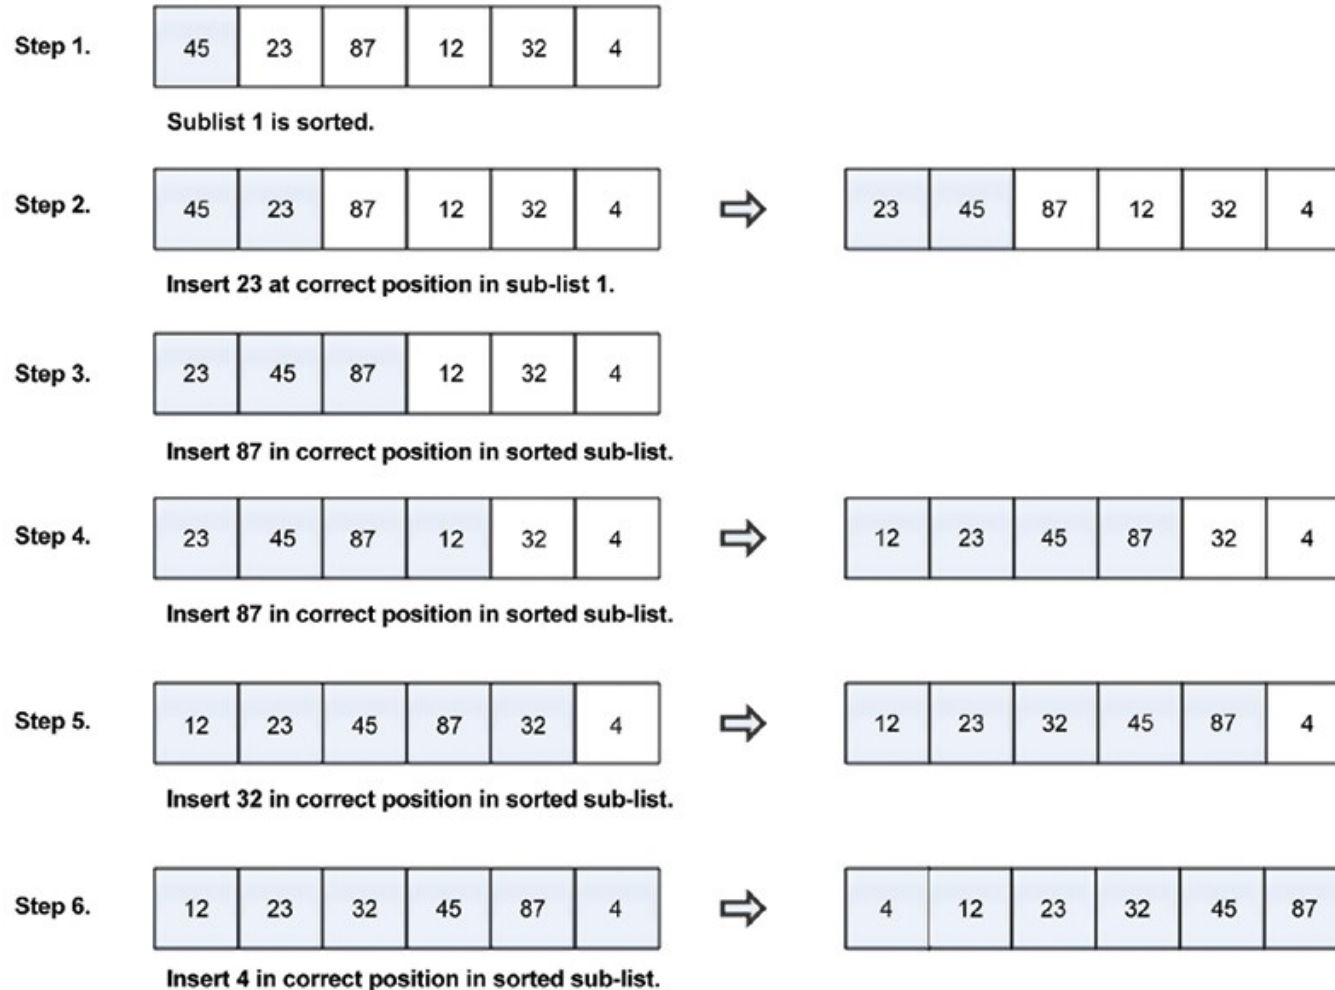 Step 1. 45 23 87 12 32 4
Sublist 1 is sorted.
Step 2. 45 23 87 12 32 4 23 45 87 12 32 4
Insert 23 at correct position in sub-list 1.
Step 3. 23 45 87 12 32 4
Insert 87 in correct position in sorted sub-list.
Step 4. 23 45 87 12 32 4 12 23 45 87 32 4
Insert 87 in correct position in sorted sub-list.
Step 5. 12 23 45 87 32 4 12 23 32 45 87 4
Insert 32 in correct position in sorted sub-list.
Step 6. 12 23 32 45 87 4 4 12 23 32 45 87
Insert 4 in correct position in sorted sub-list.